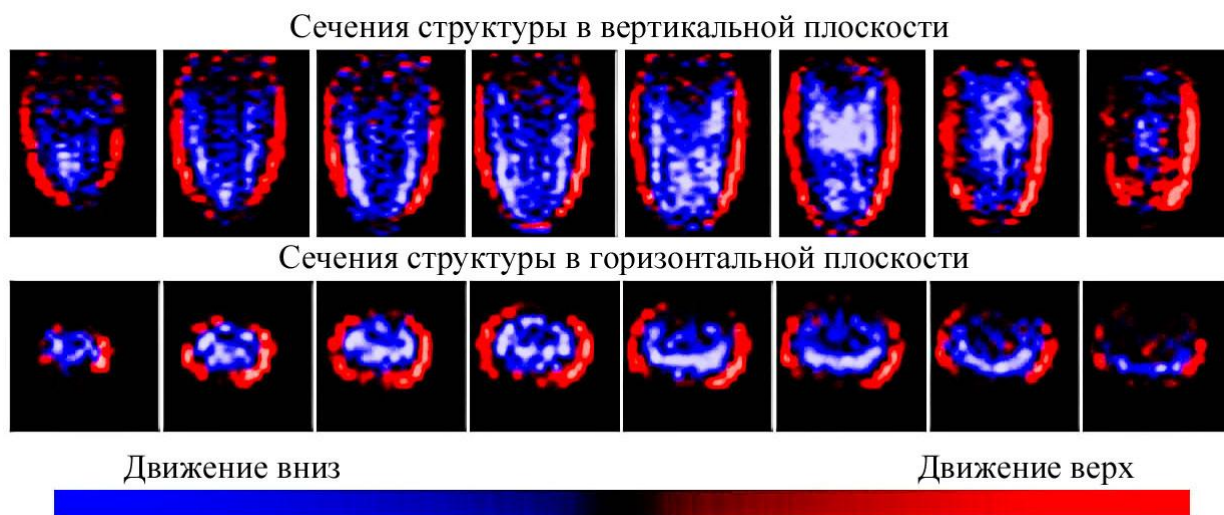 Сечения структуры в вертикальной плоскости
Сечения структуры в горизонтальной плоскости
Движение вниз
Движение верх